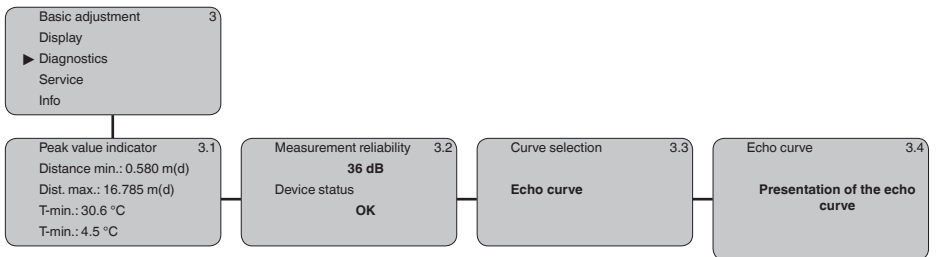 Basic adjustment 3
Display
▶ Diagnostics
Service
Info
Peak value indicator 3.1
Distance min.: 0.580 m(d)
Dist. max.: 16.785 m(d)
T-min.: 30.6 °C
T-min.: 4.5 °C
Measurement reliability 3.2
36 dB
Device status
OK
Curve selection 3.3
Echo curve
Echo curve 3.4
Presentation of the echo
curve